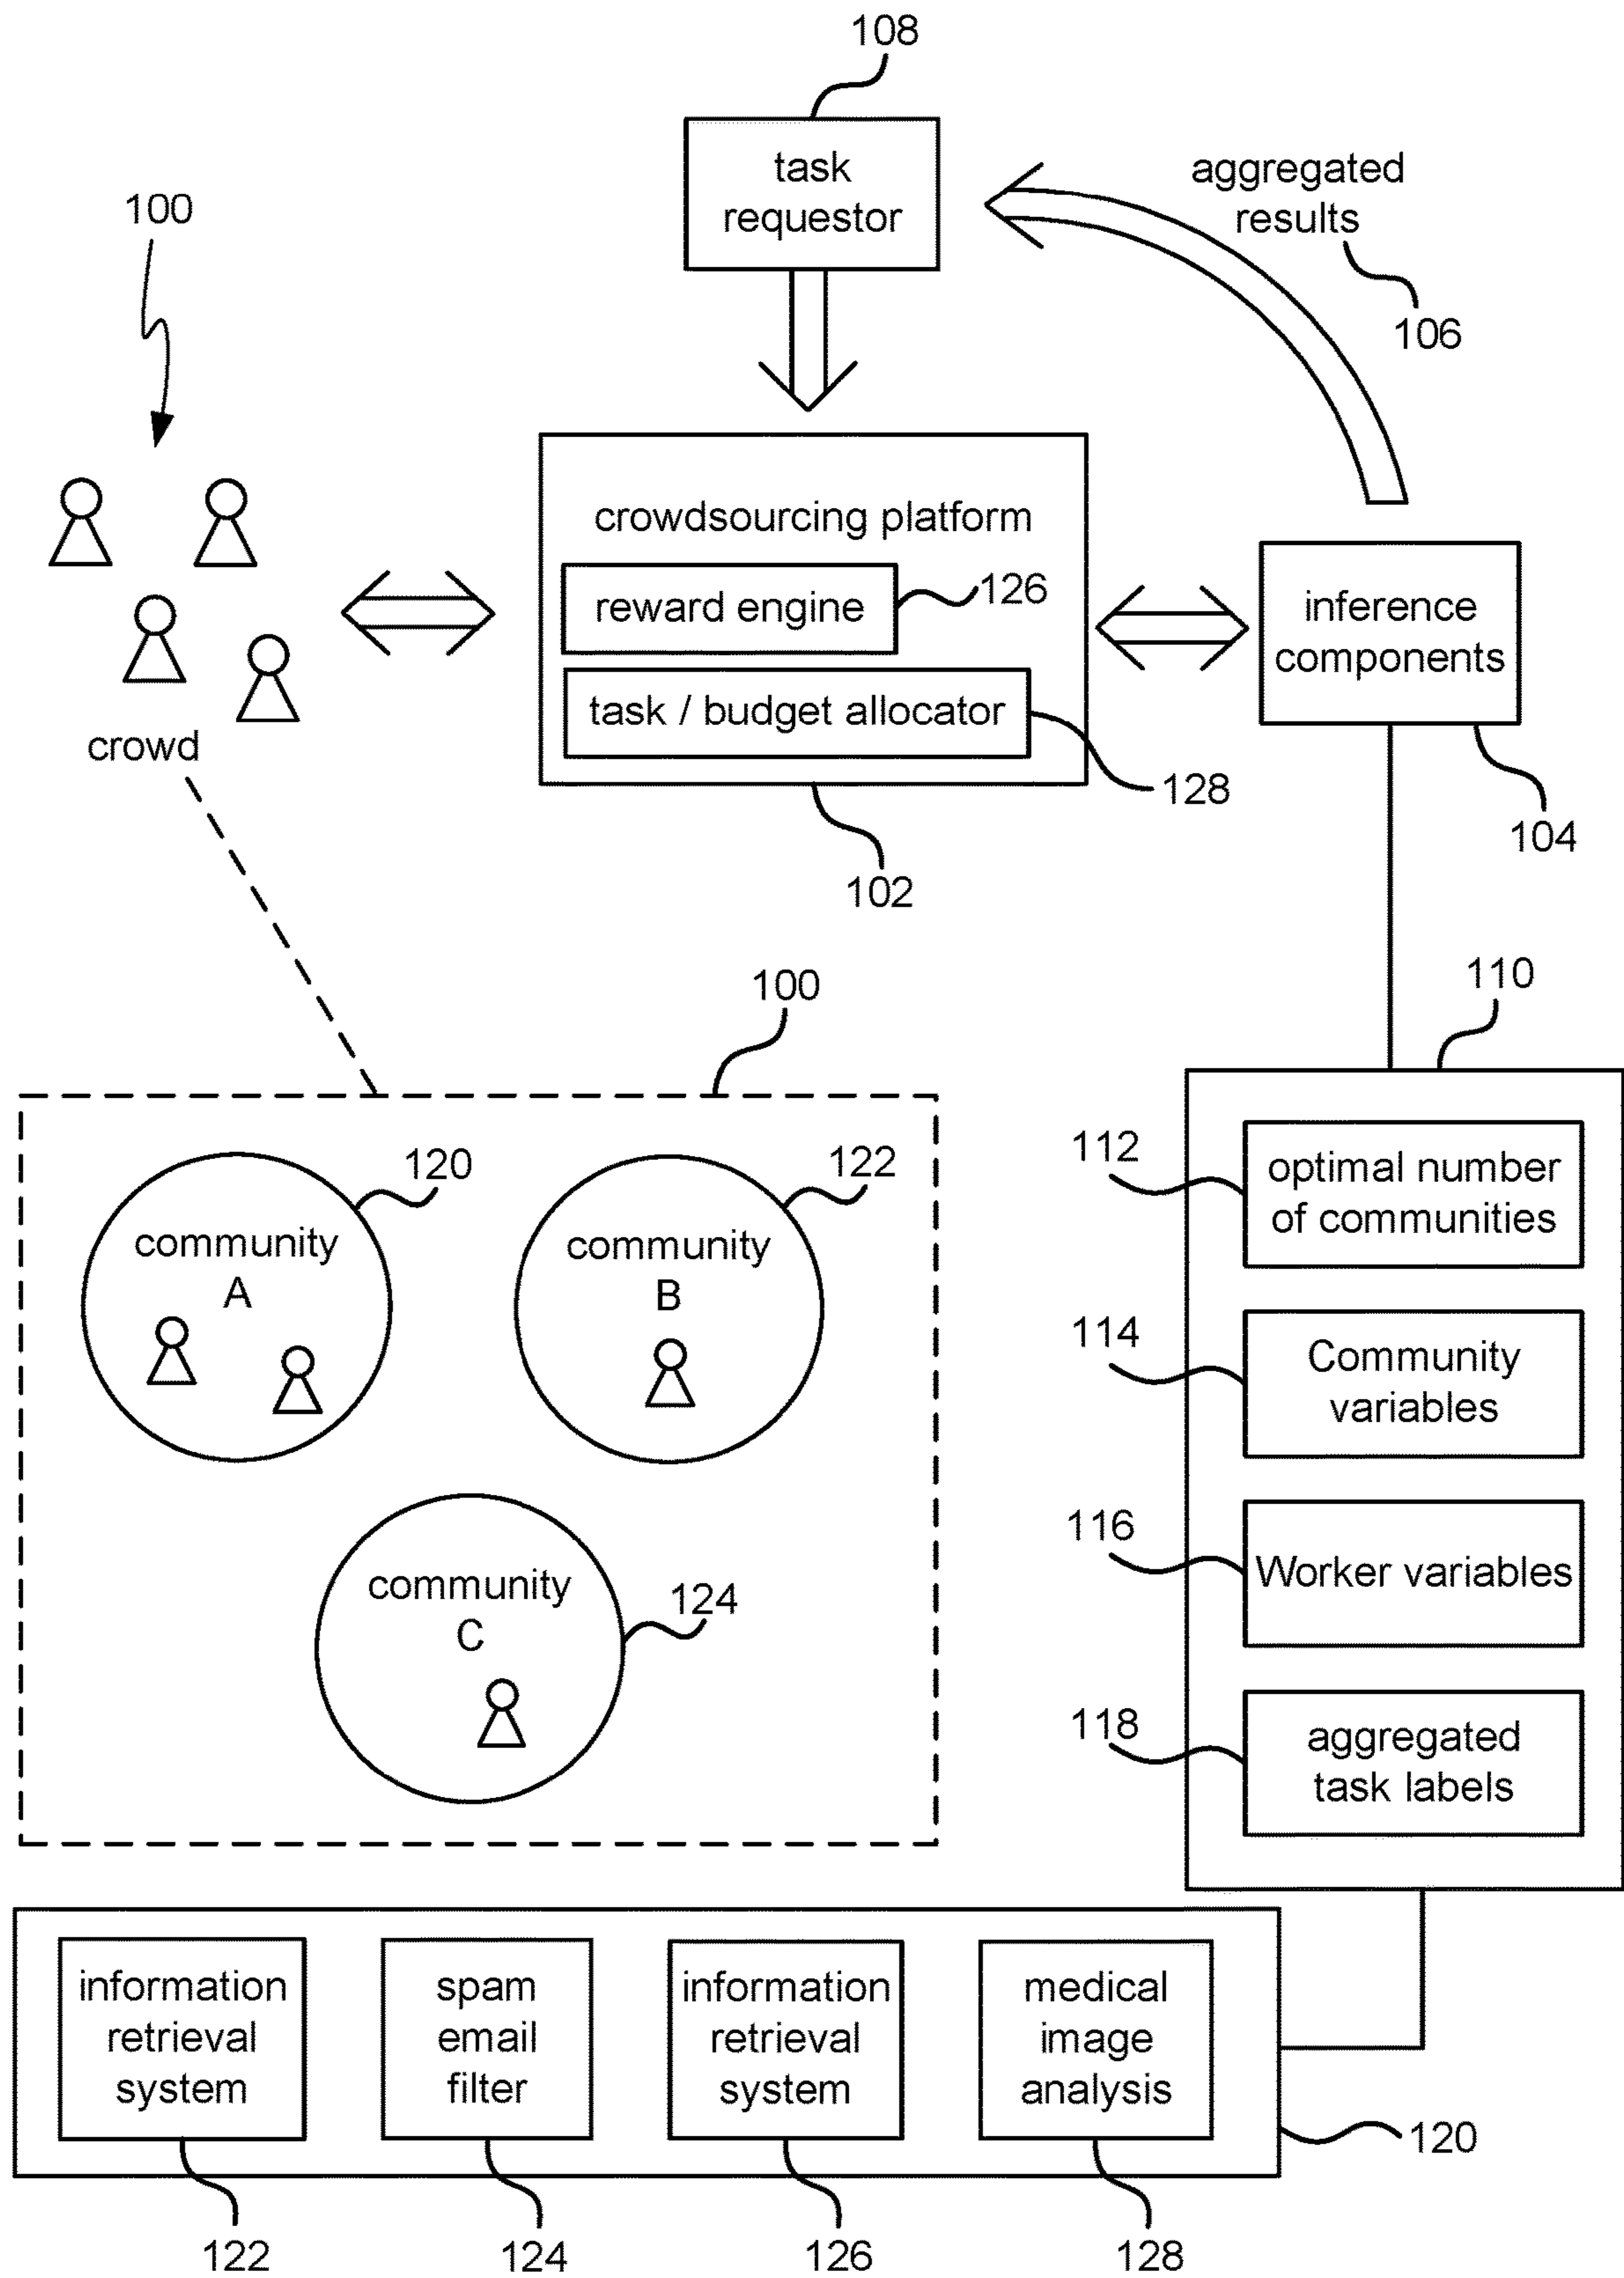 108
task
requestor
aggregated
results
106
100
crowdsourcing platform
reward engine
126
task / budget allocator
128
102
inference
components
104
crowd
100
110
120
community
A
122
community
B
124
community
C
112
optimal number
of communities
114
Community
variables
116
Worker variables
118
aggregated
task labels
information
retrieval
system
spam
email
filter
information
retrieval
system
medical
image
analysis
120
122
124
126
128